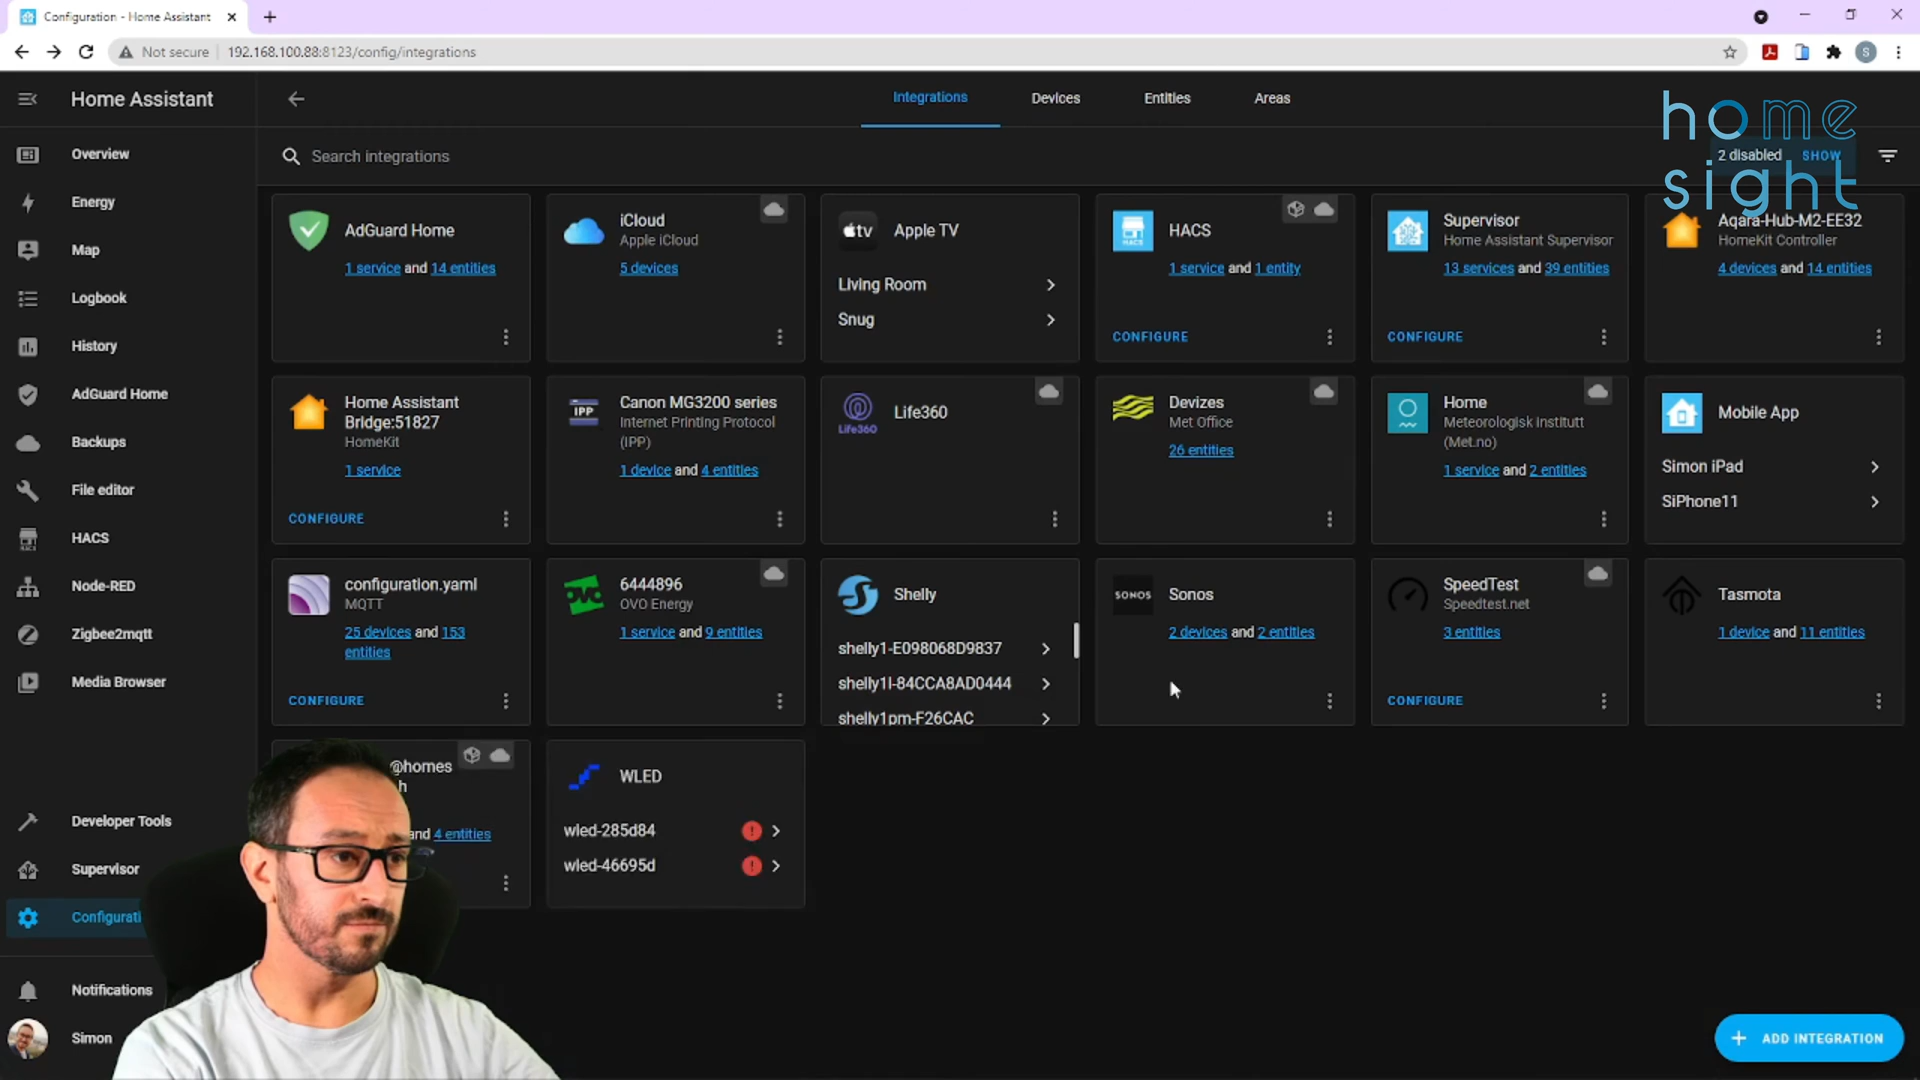 Configuration - Home Assistant
Not secure
192.168.100.88:8123/config/integrations
S
Home Assistant
Integrations
Devices
Entities
Areas
home
sight
Search integrations
2 disabled
SHOW
Overview
Energy
Map
Logbook
History
AdGuard Home
Backups
File editor
HACS
Node-RED
Zigbee2mqtt
Media Browser
Developer Tools
Supervisor
Configurati
Notifications
Simon
AdGuard Home
1 service and 14 entities
iCloud
Apple iCloud
5 devices
tv
Apple TV
Living Room
Snug
HACS
HACS
1 service and 1 entity
CONFIGURE
Supervisor
Home Assistant Supervisor
13 services and 39 entities
CONFIGURE
Aqara-Hub-M2-EE32
HomeKit Controller
4 devices and 14 entities
Home Assistant
Bridge:51827
HomeKit
1 service
CONFIGURE
IPP
Canon MG3200 series
Internet Printing Protocol
(IPP)
1 device and 4 entities
Life360
Life360
Devizes
Met Office
26 entities
Home
Meteorologisk institutt
(Met.no)
1 service and 2 entities
Mobile App
Simon iPad
SiPhone11
configuration.yaml
MQTT
25 devices and 153
entities
CONFIGURE
ovo
6444896
OVO Energy
1 service and 9 entities
Shelly
shelly1-E098068D9837
shelly1l-84CCA8AD0444
shelly1pm-F26CAC
SONOS
Sonos
2 devices and 2 entities
SpeedTest
Speedtest.net
3 entities
CONFIGURE
Tasmota
1 device and 11 entities
@homes
h
and 4 entities
WLED
wled-285d84
wled-46695d
ADD INTEGRATION